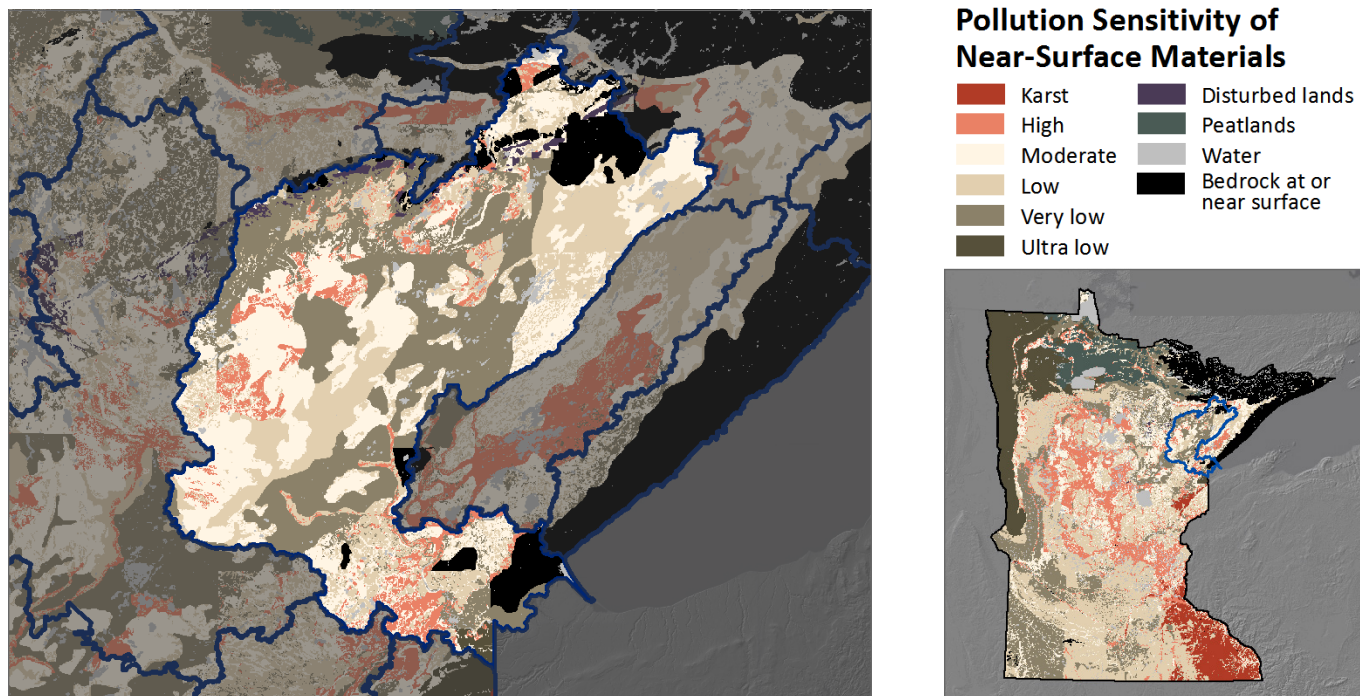 Pollution Sensitivity of
Near-Surface Materials
Karst
High
Moderate
Low
Very low
Ultra low
Disturbed lands
Peatlands
Water
Bedrock at or
near surface